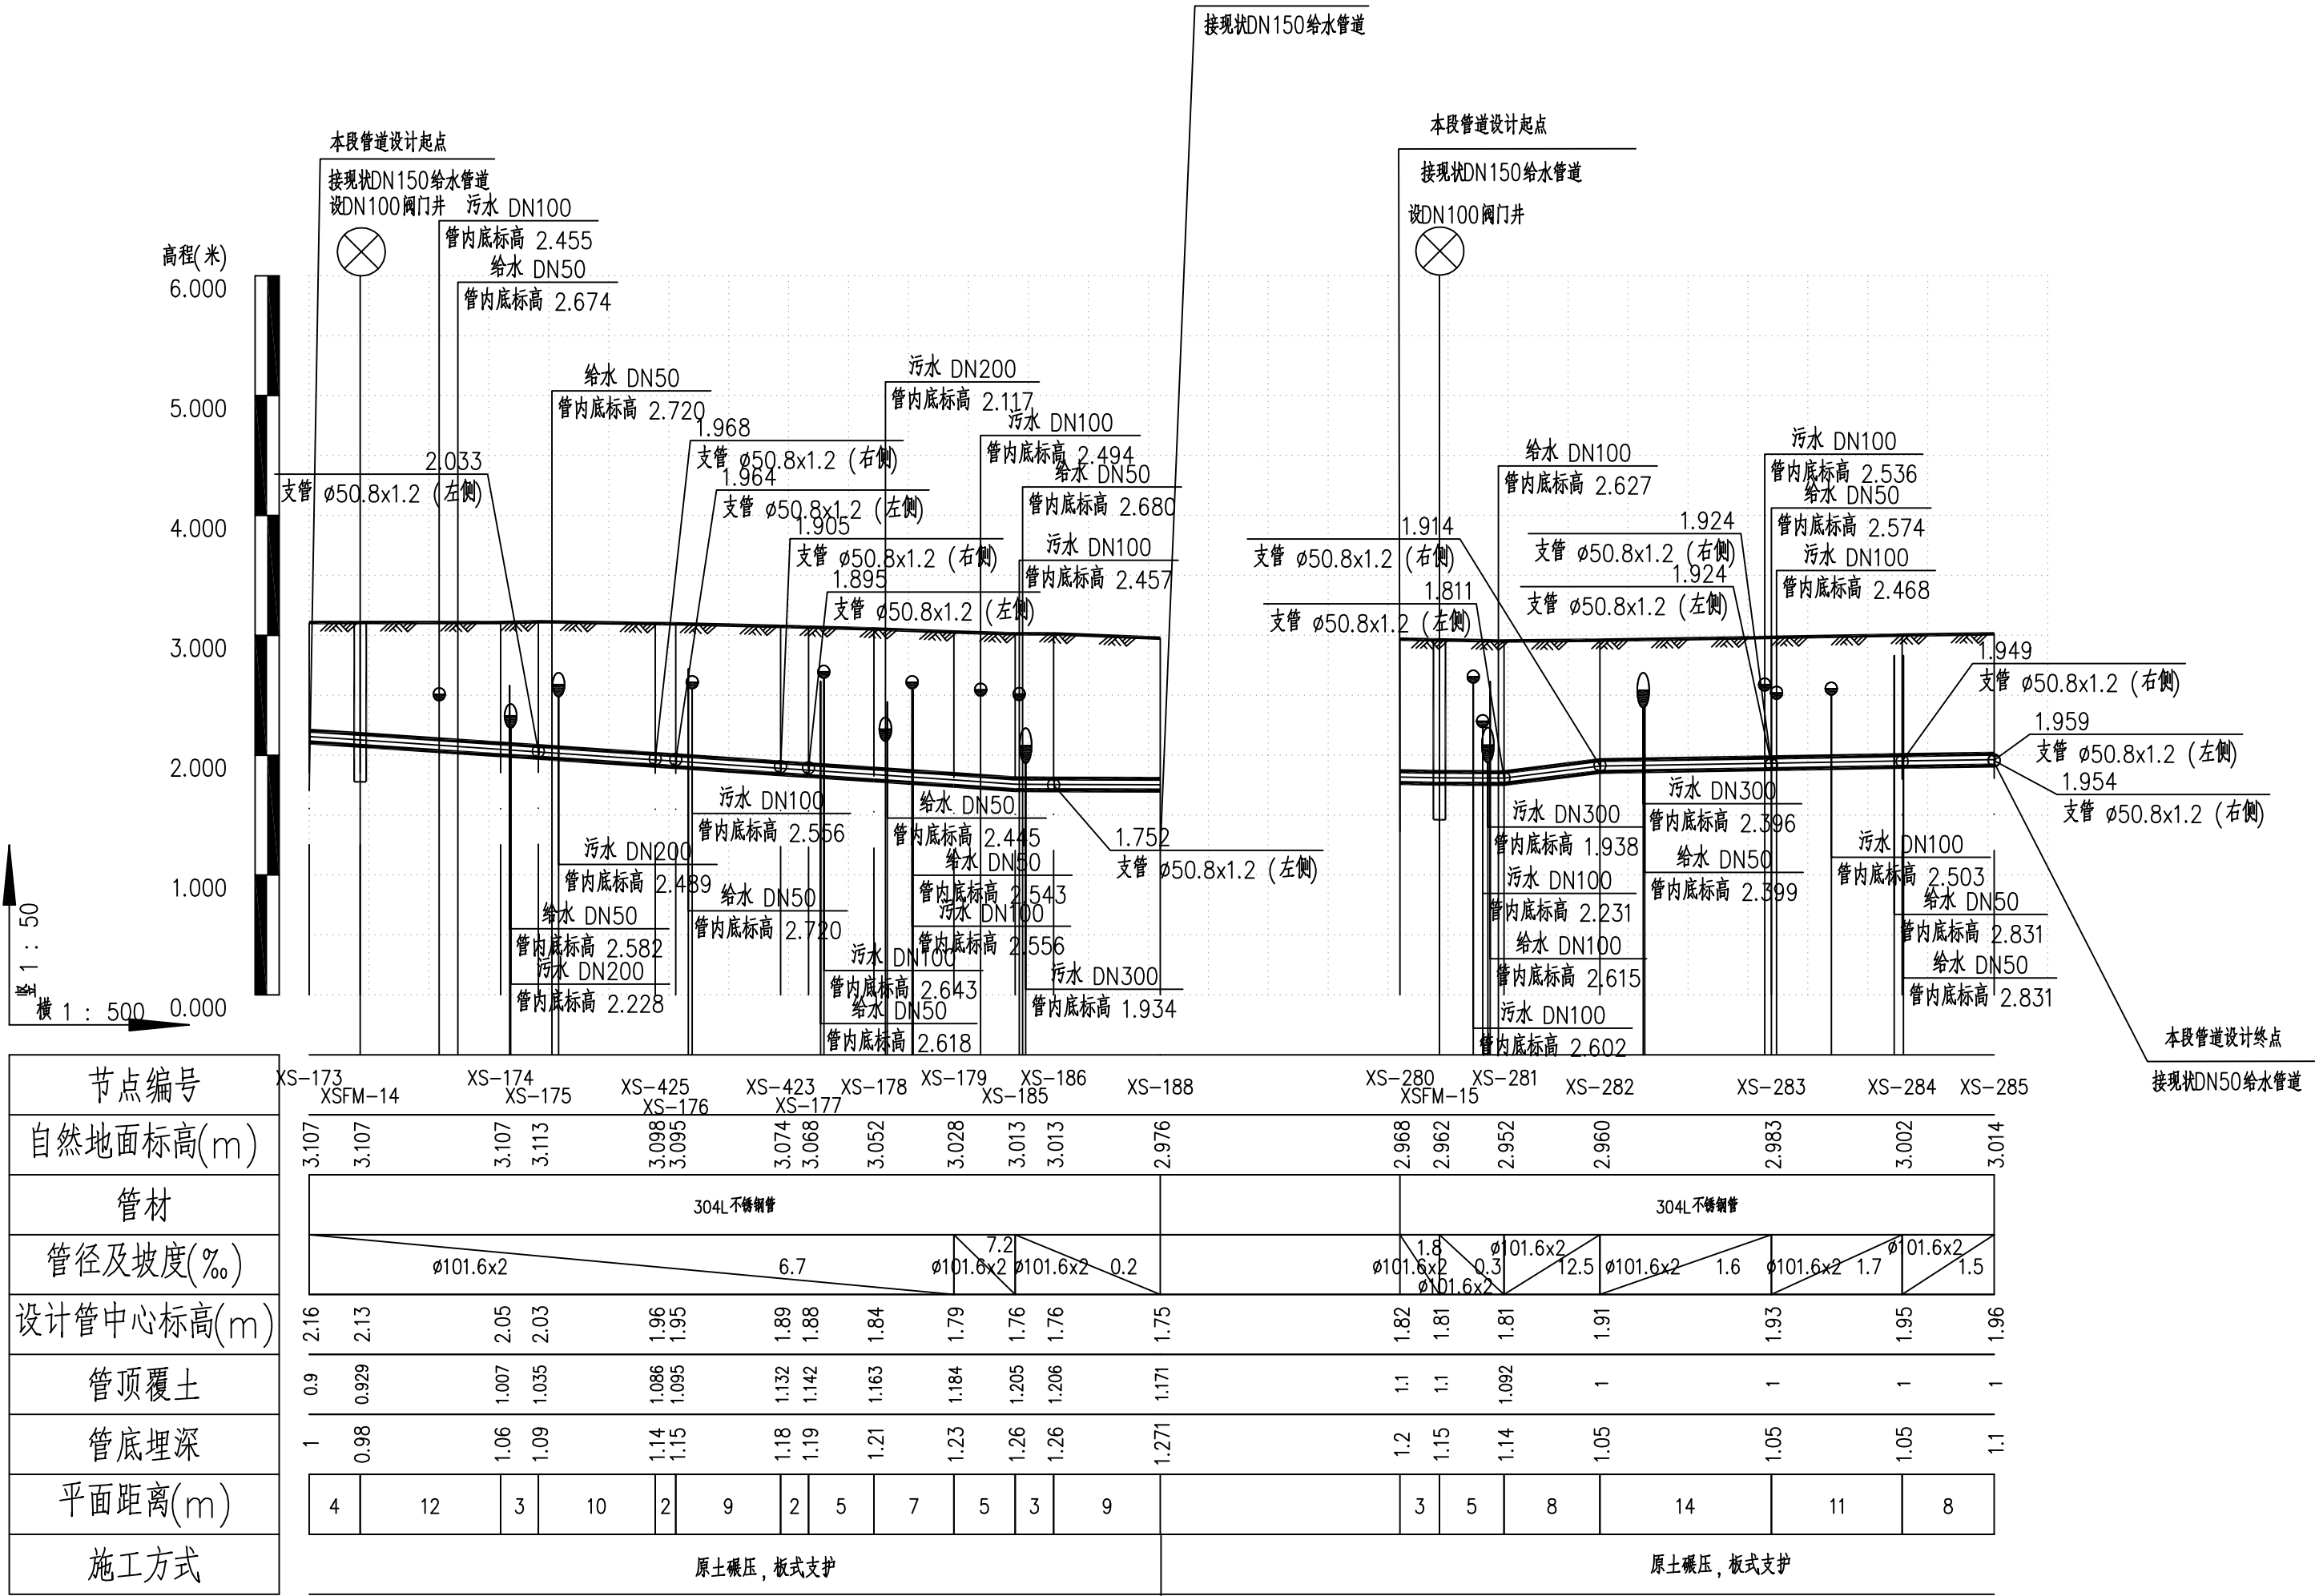 接现状DN150给水管道
本段管道设计起点
接现状DN150给水管道
设DN100阀门井
本段管道设计起点
接现状DN150给水管道
设DN100阀门井
污水 DN100
管内底标高 2.455
给水 DN50
管内底标高 2.674
高程(米)
6.000
5.000
4.000
3.000
2.000
1.000
0.000
给水 DN50
管内底标高 2.720
污水 DN200
管内底标高 2.117
污水 DN100
管内底标高 2.494
给水 DN50
管内底标高 2.680
污水 DN100
管内底标高 2.457
2.033
支管 ø50.8x1.2 (左侧)
1.968
支管 ø50.8x1.2 (右侧)
1.964
支管 ø50.8x1.2 (左侧)
1.905
支管 ø50.8x1.2 (右侧)
1.895
支管 ø50.8x1.2 (左侧)
给水 DN100
管内底标高 2.627
污水 DN100
管内底标高 2.536
给水 DN50
管内底标高 2.574
污水 DN100
管内底标高 2.468
1.914
支管 ø50.8x1.2 (右侧)
1.924
支管 ø50.8x1.2 (右侧)
1.924
支管 ø50.8x1.2 (左侧)
1.811
支管 ø50.8x1.2 (左侧)
1.949
支管 ø50.8x1.2 (右侧)
1.959
支管 ø50.8x1.2 (左侧)
1.954
支管 ø50.8x1.2 (右侧)
污水 DN100
管内底标高 2.556
污水 DN200
管内底标高 2.489
给水 DN50
管内底标高 2.720
给水 DN50
管内底标高 2.582
污水 DN200
管内底标高 2.228
给水 DN50
管内底标高 2.445
给水 DN50
管内底标高 2.543
污水 DN100
管内底标高 2.556
污水 DN100
管内底标高 2.643
给水 DN50
管内底标高 2.618
污水 DN300
管内底标高 1.934
1.752
支管 ø50.8x1.2 (左侧)
污水 DN300
管内底标高 1.938
污水 DN300
管内底标高 2.396
给水 DN50
管内底标高 2.399
污水 DN100
管内底标高 2.231
给水 DN100
管内底标高 2.615
污水 DN100
管内底标高 2.602
污水 DN100
管内底标高 2.503
给水 DN50
管内底标高 2.831
给水 DN50
管内底标高 2.831
本段管道设计终点
接现状DN50给水管道
竖 1 : 50
横 1 : 500
节点编号 XS-173 XSFM-14 XS-174 XS-175 XS-425 XS-176 XS-423 XS-177 XS-178 XS-179 XS-185 XS-186 XS-188 XS-280 XSFM-15 XS-281 XS-282 XS-283 XS-284 XS-285
自然地面标高(m) 3.107 3.107 3.107 3.113 3.098 3.095 3.074 3.068 3.052 3.028 3.013 3.013 2.976 2.968 2.962 2.952 2.960 2.983 3.002 3.014
管材 304L不锈钢管 304L不锈钢管
管径及坡度(‰) ø101.6x2 6.7 ø101.6x2 7.2 ø101.6x2 0.2 ø101.6x2 1.8 ø101.6x2 0.3 ø101.6x2 12.5 ø101.6x2 1.6 ø101.6x2 1.7 ø101.6x2 1.5
设计管中心标高(m) 2.16 2.13 2.05 2.03 1.96 1.95 1.89 1.88 1.84 1.79 1.76 1.76 1.75 1.82 1.81 1.81 1.91 1.93 1.95 1.96
管顶覆土 0.9 0.929 1.007 1.035 1.086 1.095 1.132 1.142 1.163 1.184 1.205 1.206 1.171 1.1 1.1 1.092 1 1 1 1
管底埋深 1 0.98 1.06 1.09 1.14 1.15 1.18 1.19 1.21 1.23 1.26 1.26 1.271 1.2 1.15 1.14 1.05 1.05 1.05 1.1
平面距离(m) 4 12 3 10 2 9 2 5 7 5 3 9 3 5 8 14 11 8
施工方式 原土碾压，板式支护 原土碾压，板式支护